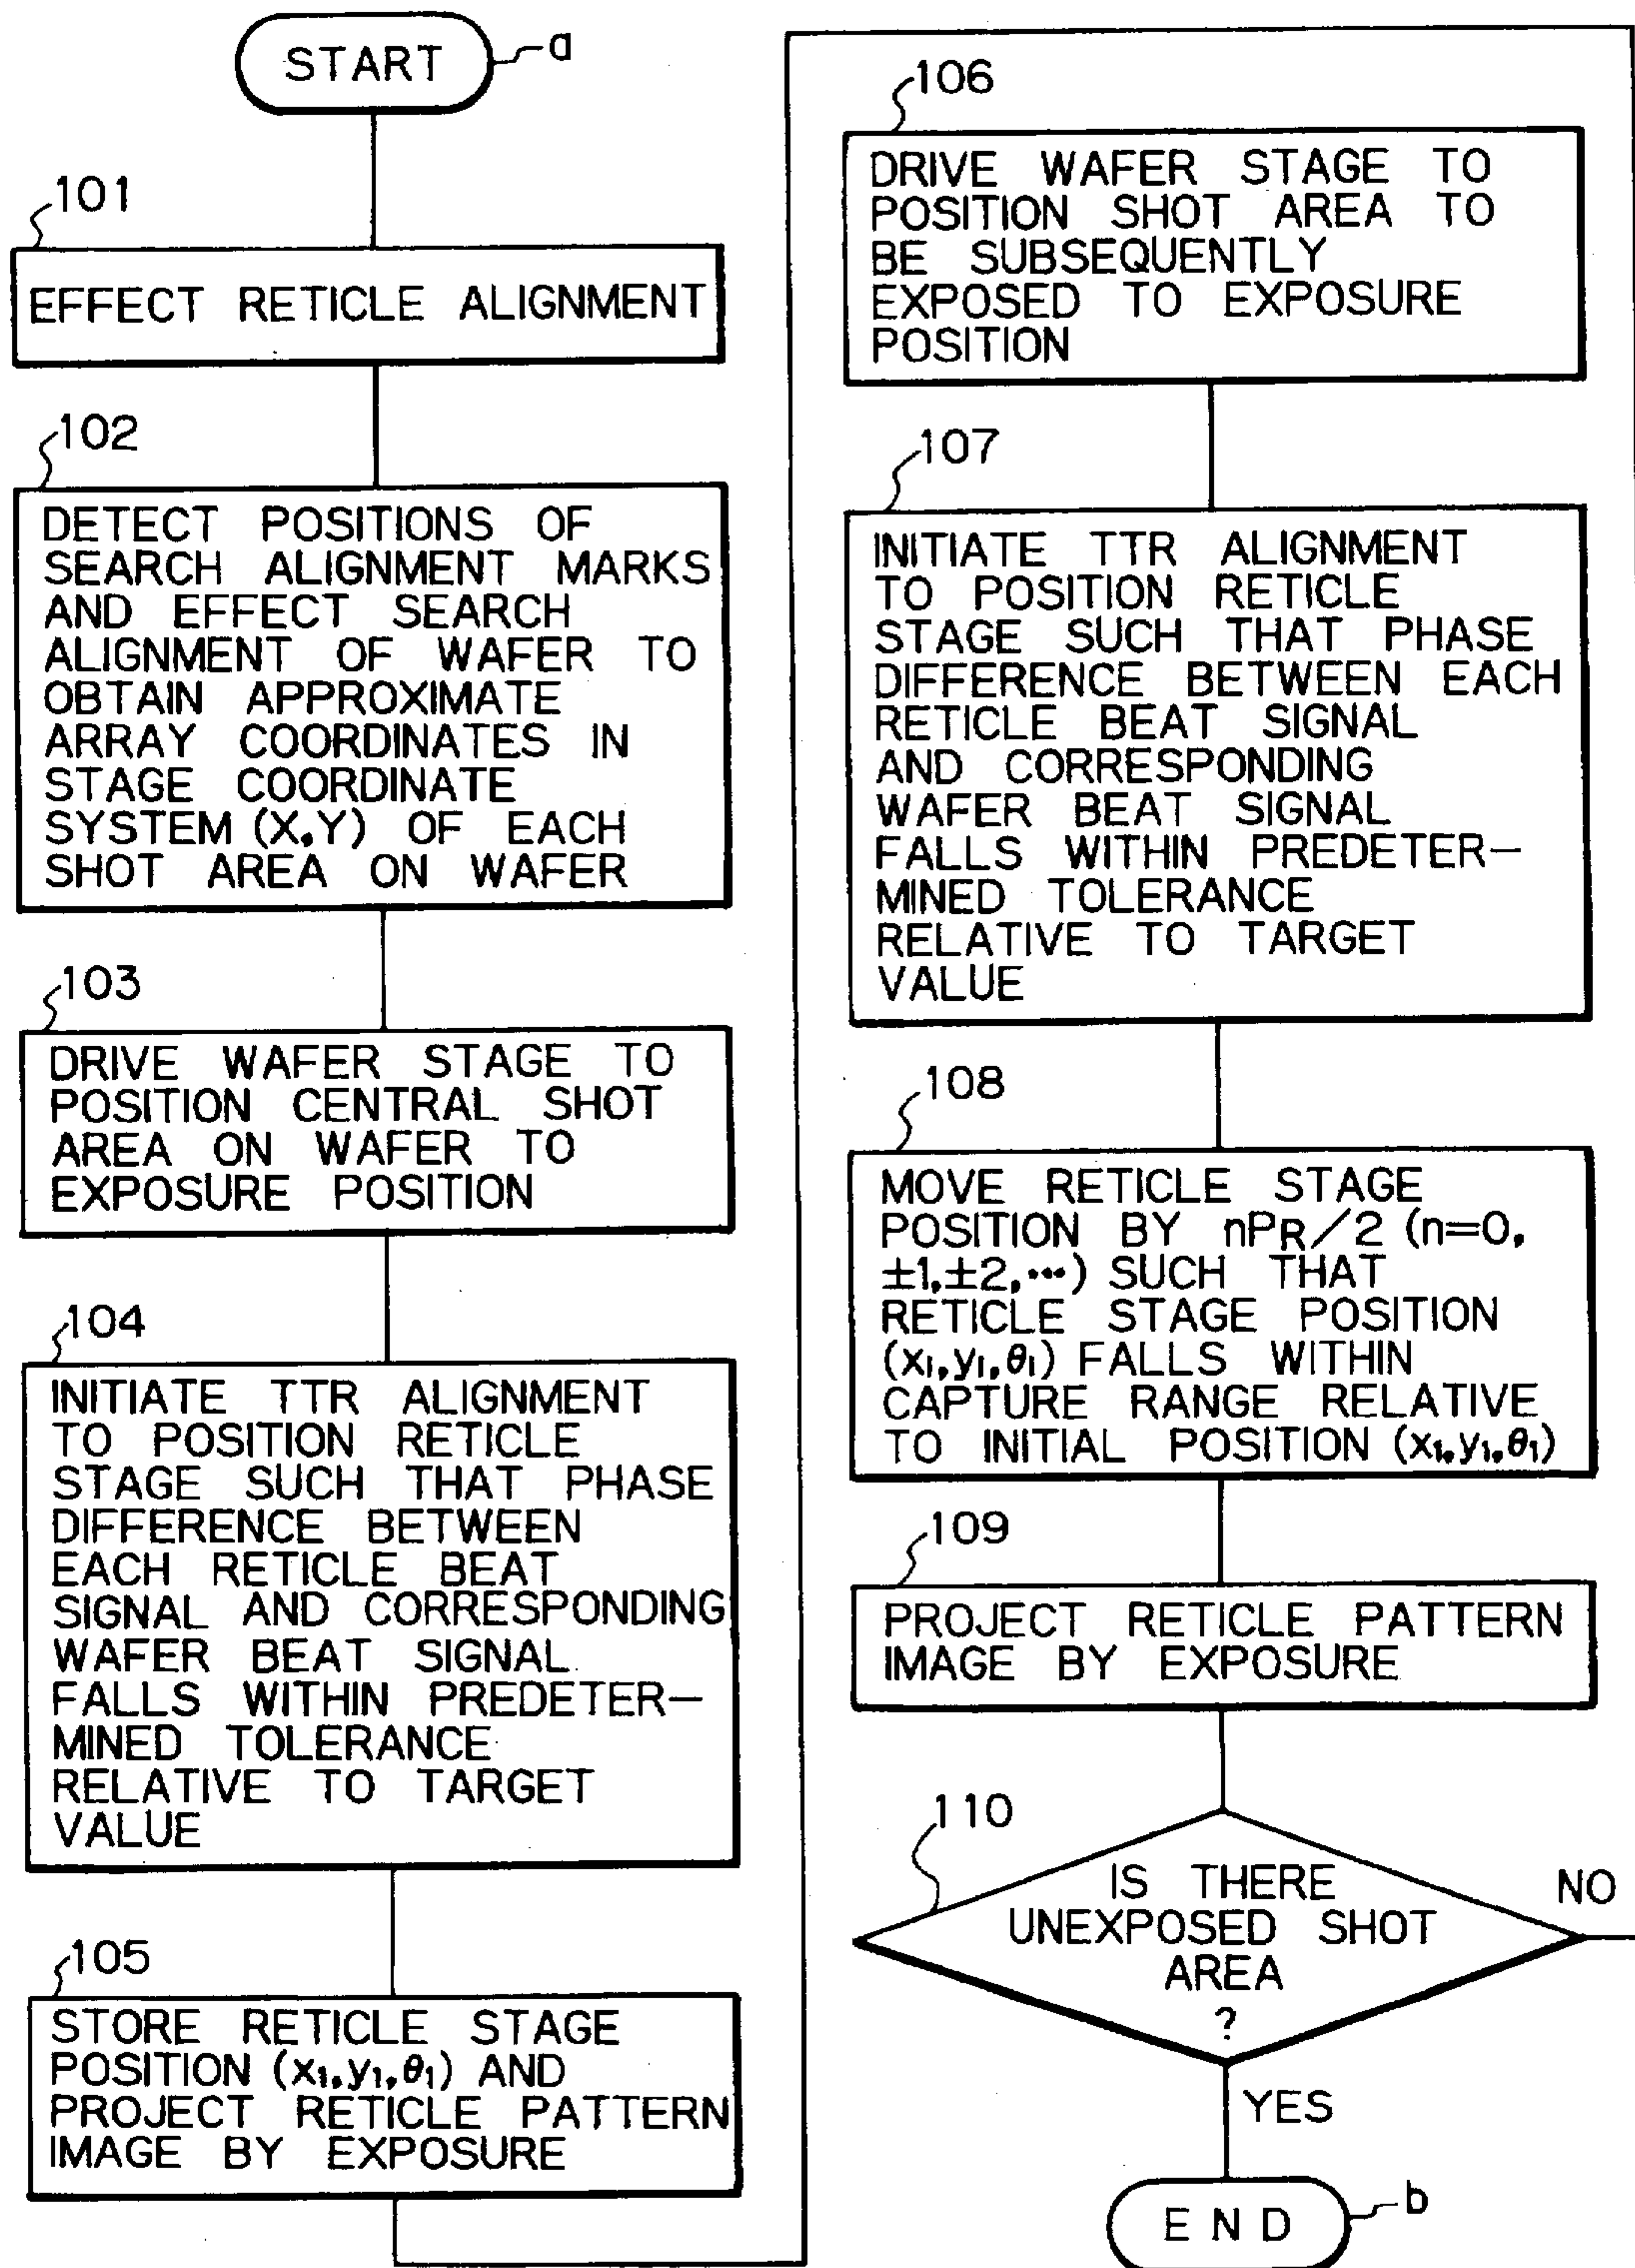 START
a
101
EFFECT RETICLE ALIGNMENT
102
DETECT POSITIONS OF
SEARCH ALIGNMENT MARKS
AND EFFECT SEARCH
ALIGNMENT OF WAFER TO
OBTAIN APPROXIMATE
ARRAY COORDINATES IN
STAGE COORDINATE
SYSTEM (X,Y) OF EACH
SHOT AREA ON WAFER
103
DRIVE WAFER STAGE TO
POSITION CENTRAL SHOT
AREA ON WAFER TO
EXPOSURE POSITION
104
INITIATE TTR ALIGNMENT
TO POSITION RETICLE
STAGE SUCH THAT PHASE
DIFFERENCE BETWEEN
EACH RETICLE BEAT
SIGNAL AND CORRESPONDING
WAFER BEAT SIGNAL
FALLS WITHIN PREDETER-
MINED TOLERANCE
RELATIVE TO TARGET
VALUE
105
STORE RETICLE STAGE
POSITION (x₁,y₁,θ₁) AND
PROJECT RETICLE PATTERN
IMAGE BY EXPOSURE
106
DRIVE WAFER STAGE TO
POSITION SHOT AREA TO
BE SUBSEQUENTLY
EXPOSED TO EXPOSURE
POSITION
107
INITIATE TTR ALIGNMENT
TO POSITION RETICLE
STAGE SUCH THAT PHASE
DIFFERENCE BETWEEN EACH
RETICLE BEAT SIGNAL
AND CORRESPONDING
WAFER BEAT SIGNAL
FALLS WITHIN PREDETER-
MINED TOLERANCE
RELATIVE TO TARGET
VALUE
108
MOVE RETICLE STAGE
POSITION BY nPR/2 (n=0,
±1,±2,•••) SUCH THAT
RETICLE STAGE POSITION
(xı,yı,θı) FALLS WITHIN
CAPTURE RANGE RELATIVE
TO INITIAL POSITION (x₁,y₁,θ₁)
109
PROJECT RETICLE PATTERN
IMAGE BY EXPOSURE
110
IS THERE
UNEXPOSED SHOT
AREA
?
NO
YES
END
b